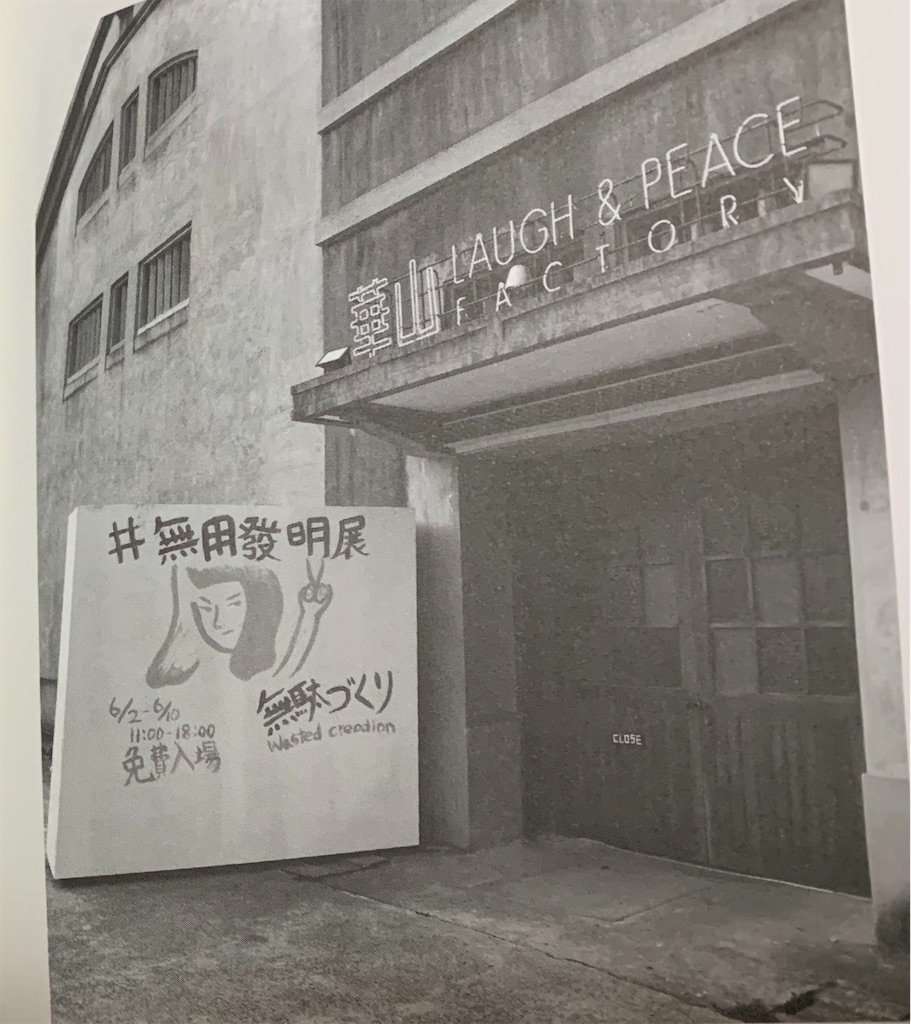 華山 LAUGH & PEACE
FACTORY
#無用發明展
無駄づくり
Wasted creation
6/2-6/10
11:00-18:00
免費入場
CLOSE